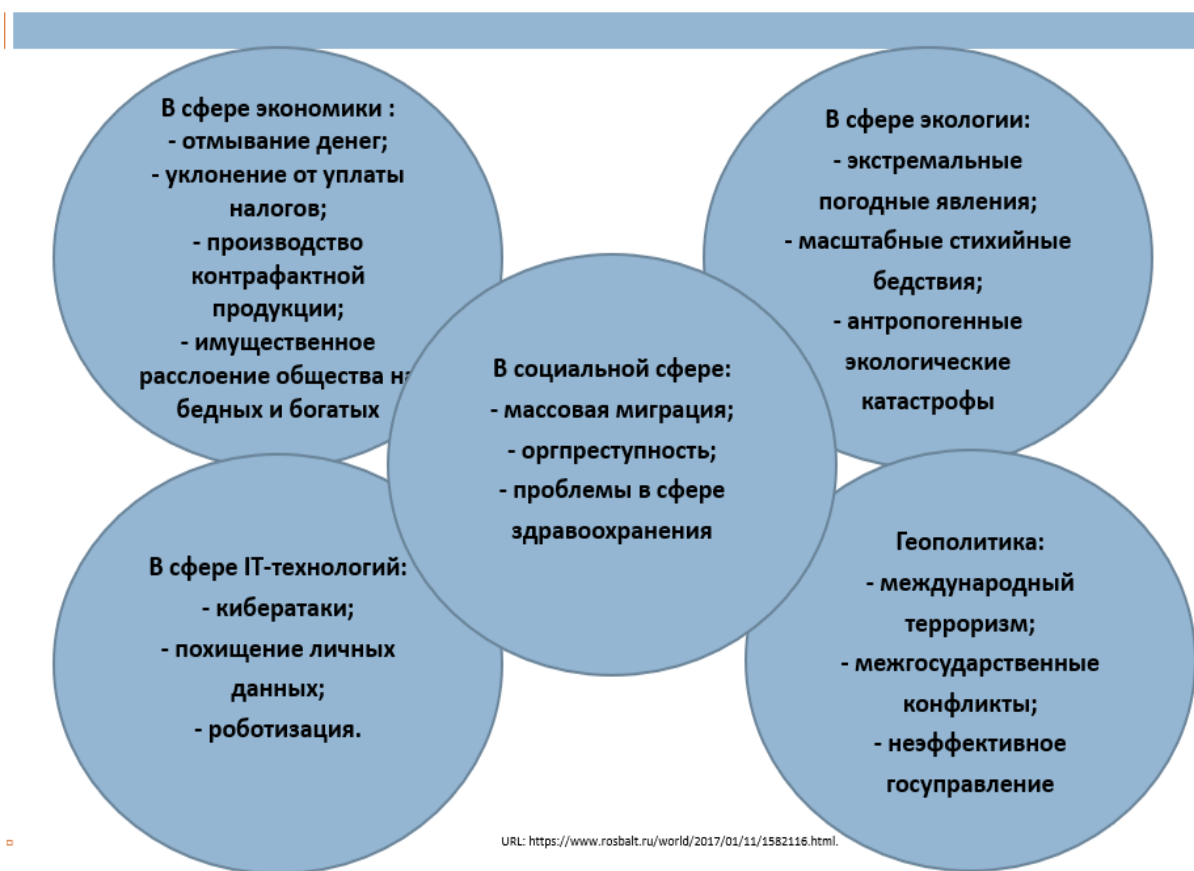 В сфере экономики :
- отмывание денег;
- уклонение от уплаты
налогов;
- производство
контрафактной
продукции;
- имущественное
расслоение общества на
бедных и богатых
В сфере экологии:
- экстремальные
погодные явления;
- масштабные стихийные
бедствия;
- антропогенные
экологические
катастрофы
В социальной сфере:
- массовая миграция;
- оргпреступность;
- проблемы в сфере
здравоохранения
В сфере IT-технологий:
- кибератаки;
- похищение личных
данных;
- роботизация.
Геополитика:
- международный
терроризм;
- межгосударственные
конфликты;
- неэффективное
госуправление
URL: https://www.rosbalt.ru/world/2017/01/11/1582116.html.